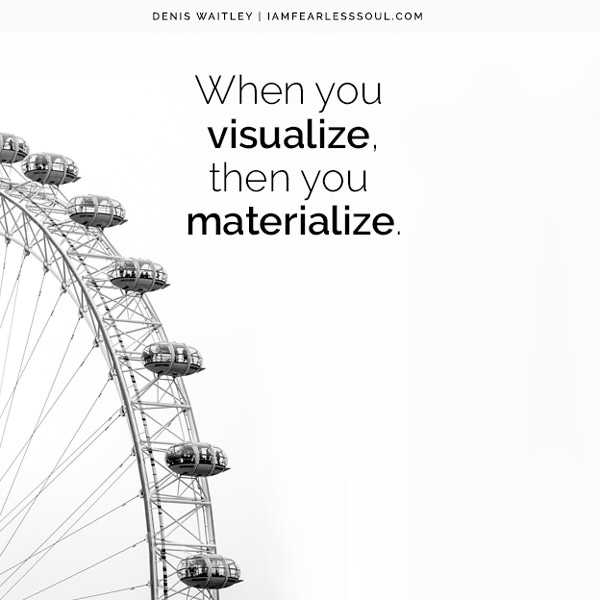 DENIS WAITLEY | IAMFEARLESSSOUL.COM
When you
visualize,
then you
materialize.